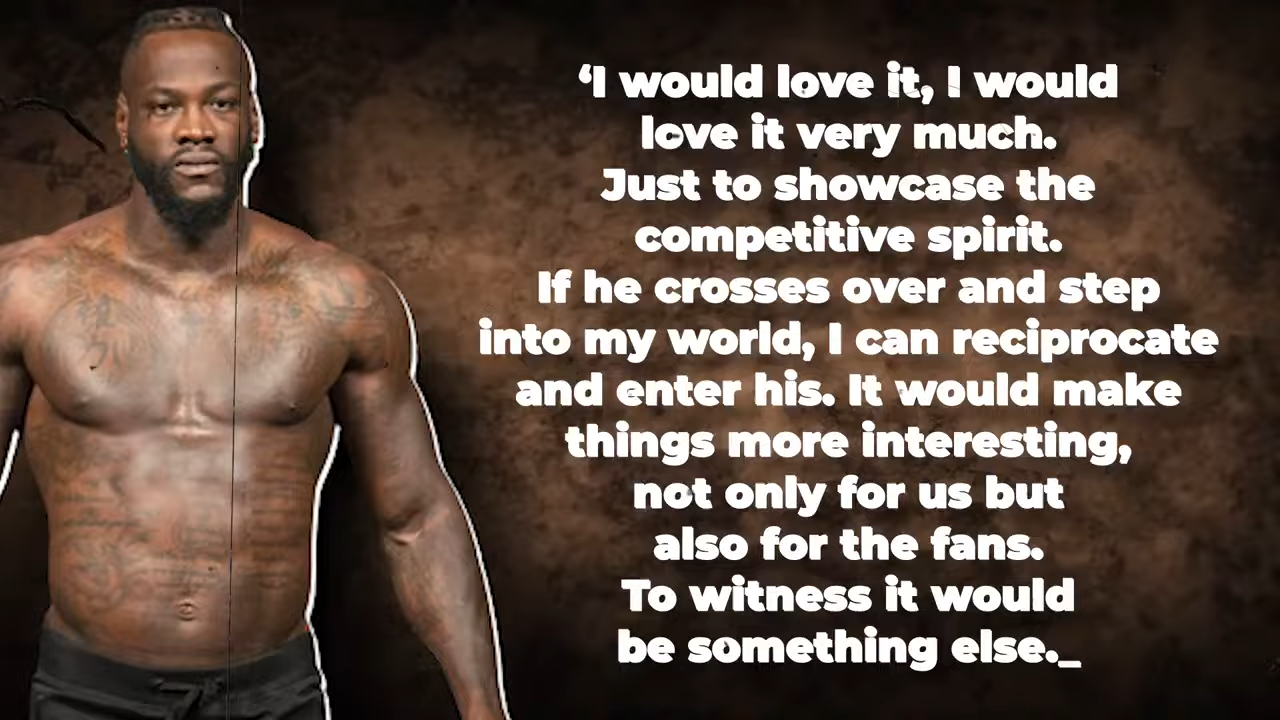 ‘I would love it, I would
love it very much.
Just to showcase the
competitive spirit.
If he crosses over and step
into my world, I can reciprocate
and enter his. It would make
things more interesting,
not only for us but
also for the fans.
To witness it would
be something else._